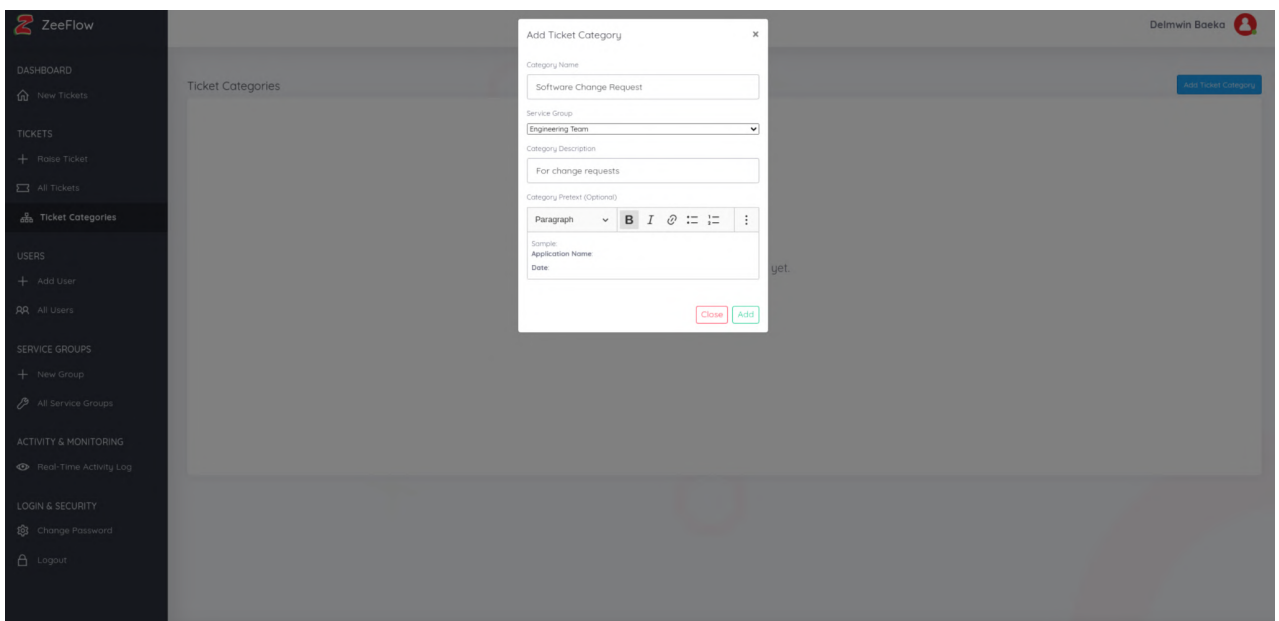 ZeeFlow
Delmwin Baeka
DASHBOARD
New Tickets
TICKETS
Raise Ticket
All Tickets
Ticket Categories
USERS
Add User
All Users
SERVICE GROUPS
New Group
All Service Groups
ACTIVITY & MONITORING
Real-Time Activity Log
LOGIN & SECURITY
Change Password
Logout
Ticket Categories
Add Ticket Category
yet.
Add Ticket Category
×
Category Name
Software Change Request
Service Group
Engineering Team
Category Description
For change requests
Category Pretext (Optional)
Paragraph B I
Sample:
Application Name
Date
Close Add